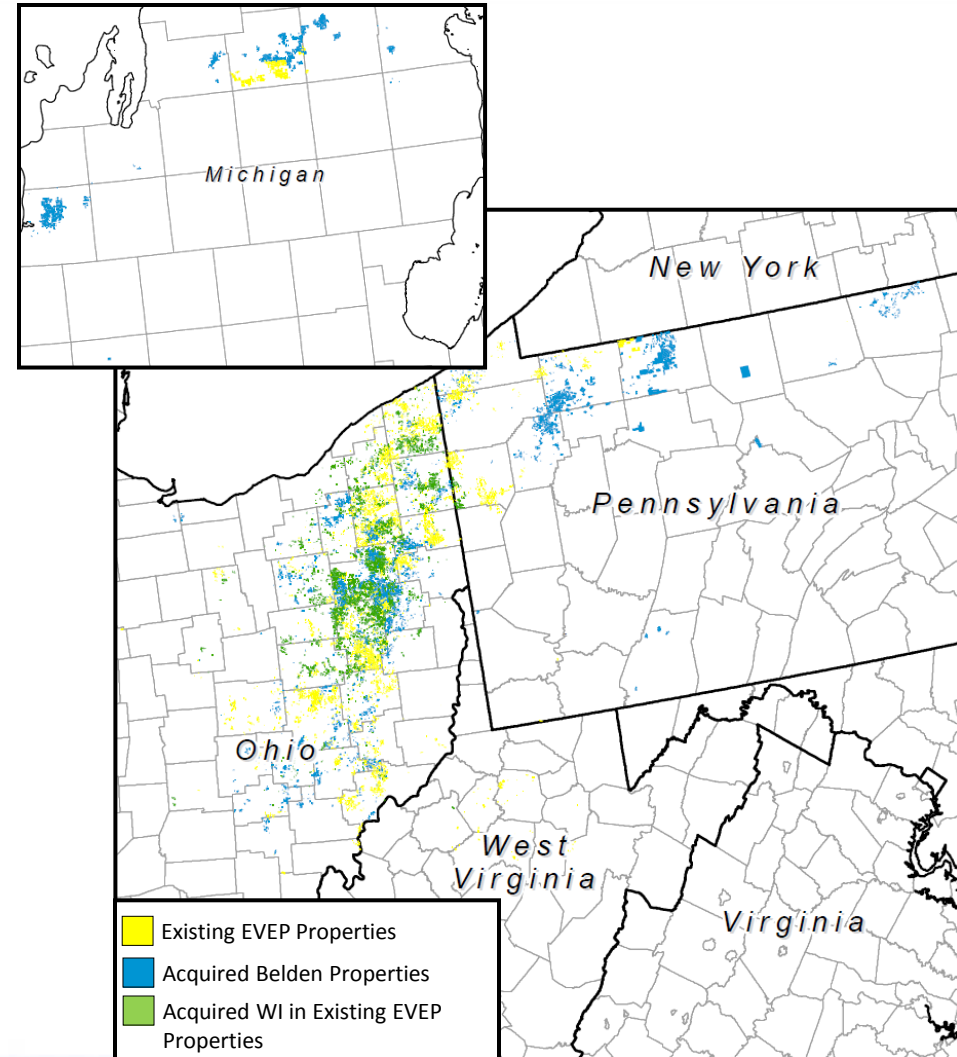 Michigan
New York
Pennsylvania
Ohio
West
Virginia
Virginia
Existing EVEP Properties
Acquired Belden Properties
Acquired WI in Existing EVEP
Properties